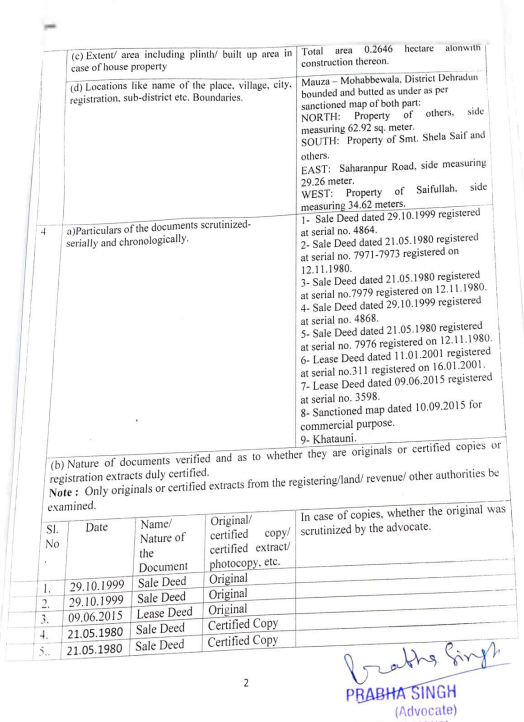 (c) Extent/ area including plinth/ built up area in
case of house property
Total area 0.2646 hectare alonwith
construction thereon.
(d) Locations like name of the place, village, city,
registration, sub-district etc. Boundaries.
Mauza – Mohabbewala, District Dehradun
bounded and butted as under as per
sanctioned map of both part:
NORTH: Property of others, side
measuring 62.92 sq. meter.
SOUTH: Property of Smt. Shela Saif and
others.
EAST: Saharanpur Road, side measuring
29.26 meter.
WEST: Property of Saifullah, side
measuring 34.62 meters.
4
a)Particulars of the documents scrutinized-
serially and chronologically.
1- Sale Deed dated 29.10.1999 registered
at serial no. 4864.
2- Sale Deed dated 21.05.1980 registered
at serial no. 7971-7973 registered on
12.11.1980.
3- Sale Deed dated 21.05.1980 registered
at serial no.7979 registered on 12.11.1980.
4- Sale Deed dated 29.10.1999 registered
at serial no. 4868.
5- Sale Deed dated 21.05.1980 registered
at serial no. 7976 registered on 12.11.1980.
6- Lease Deed dated 11.01.2001 registered
at serial no.311 registered on 16.01.2001.
7- Lease Deed dated 09.06.2015 registered
at serial no. 3598.
8- Sanctioned map dated 10.09.2015 for
commercial purpose.
9- Khatauni.
(b) Nature of documents verified and as to whether they are originals or certified copies or
registration extracts duly certified.
Note : Only originals or certified extracts from the registering/land/ revenue/ other authorities be
examined.
Sl.
No
.
Date
Name/
Nature of
the
Document
Original/
certified copy/
certified extract/
photocopy, etc.
In case of copies, whether the original was
scrutinized by the advocate.
1. 29.10.1999 Sale Deed Original
2. 29.10.1999 Sale Deed Original
3. 09.06.2015 Lease Deed Original
4. 21.05.1980 Sale Deed Certified Copy
5.. 21.05.1980 Sale Deed Certified Copy
2
Prabha Singh
PRABHA SINGH
(Advocate)